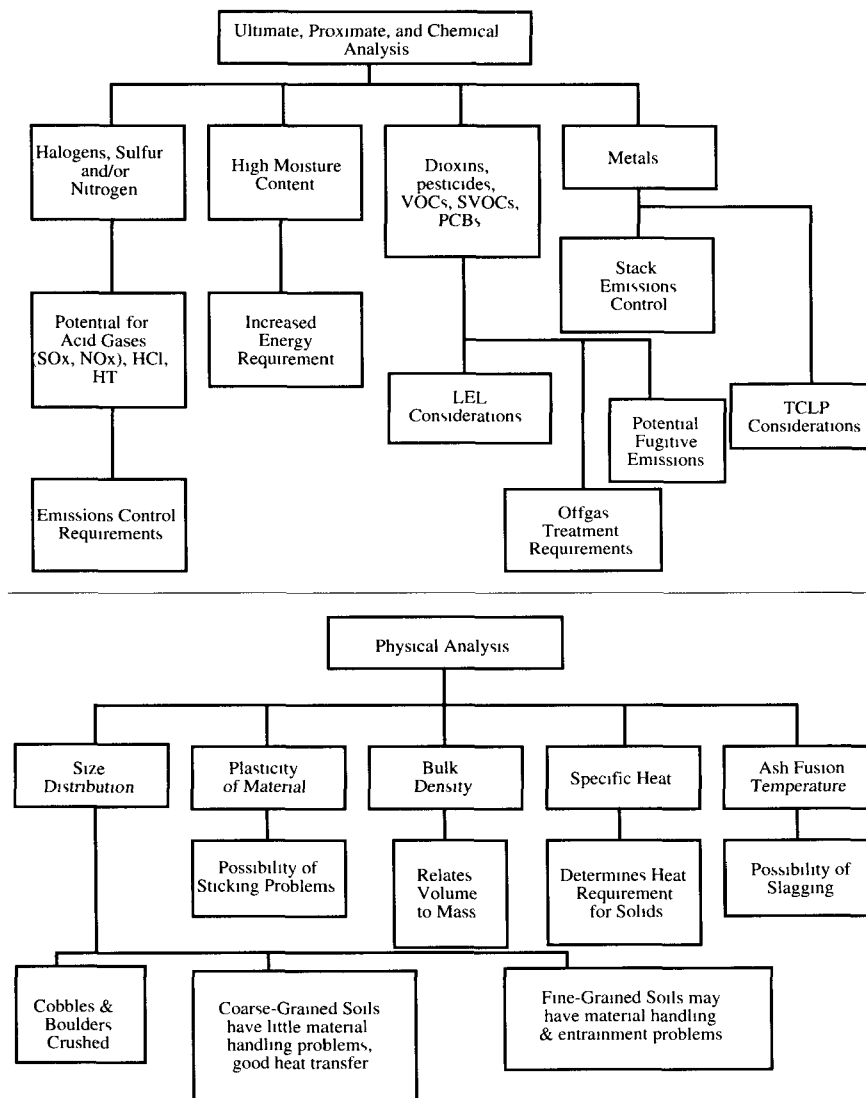 Ultimate, Proximate, and Chemical
Analysis
Halogens, Sulfur
and/or
Nitrogen
High Moisture
Content
Dioxins,
pesticides,
VOCs, SVOCs,
PCBs
Metals
Stack
Emissions
Control
Potential for
Acid Gases
(SOx, NOx), HCl,
HT
Increased
Energy
Requirement
LEL
Considerations
Potential
Fugitive
Emissions
TCLP
Considerations
Emissions Control
Requirements
Offgas
Treatment
Requirements
Physical Analysis
Size
Distribution
Plasticity
of Material
Bulk
Density
Specific Heat
Ash Fusion
Temperature
Possibility of
Sticking Problems
Relates
Volume
to Mass
Determines Heat
Requirement
for Solids
Possibility of
Slagging
Cobbles &
Boulders
Crushed
Coarse-Grained Soils
have little material
handling problems,
good heat transfer
Fine-Grained Soils may
have material handling
& entrainment problems